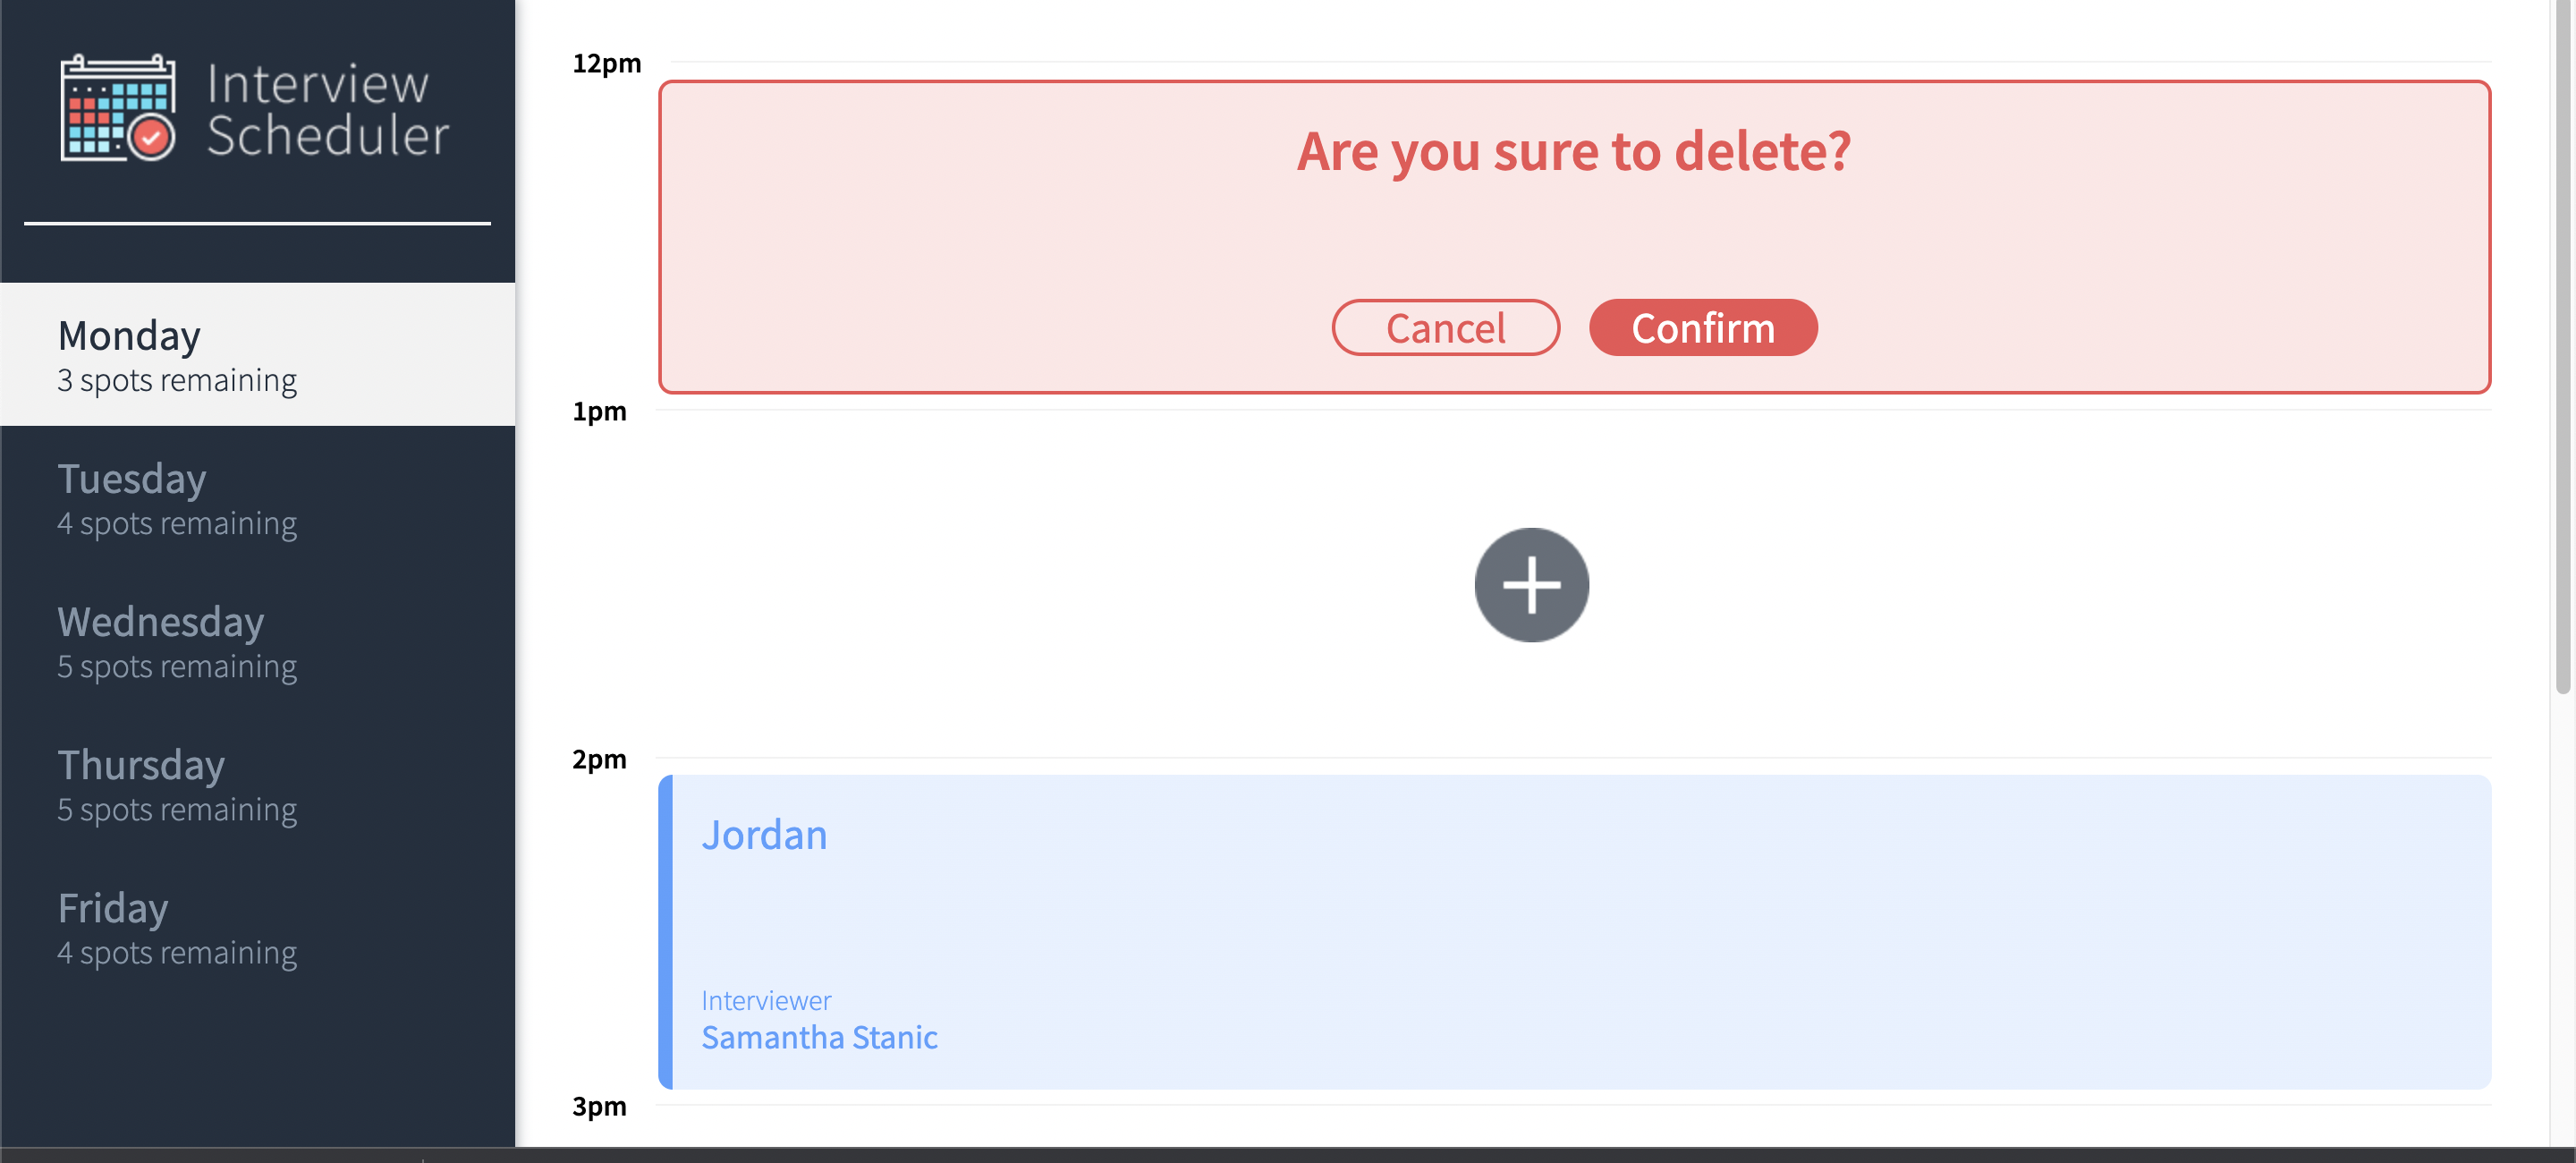 Interview
Scheduler
Monday
3 spots remaining
Tuesday
4 spots remaining
Wednesday
5 spots remaining
Thursday
5 spots remaining
Friday
4 spots remaining
12pm
Are you sure to delete?
Cancel
Confirm
1pm
2pm
Jordan
Interviewer
Samantha Stanic
3pm